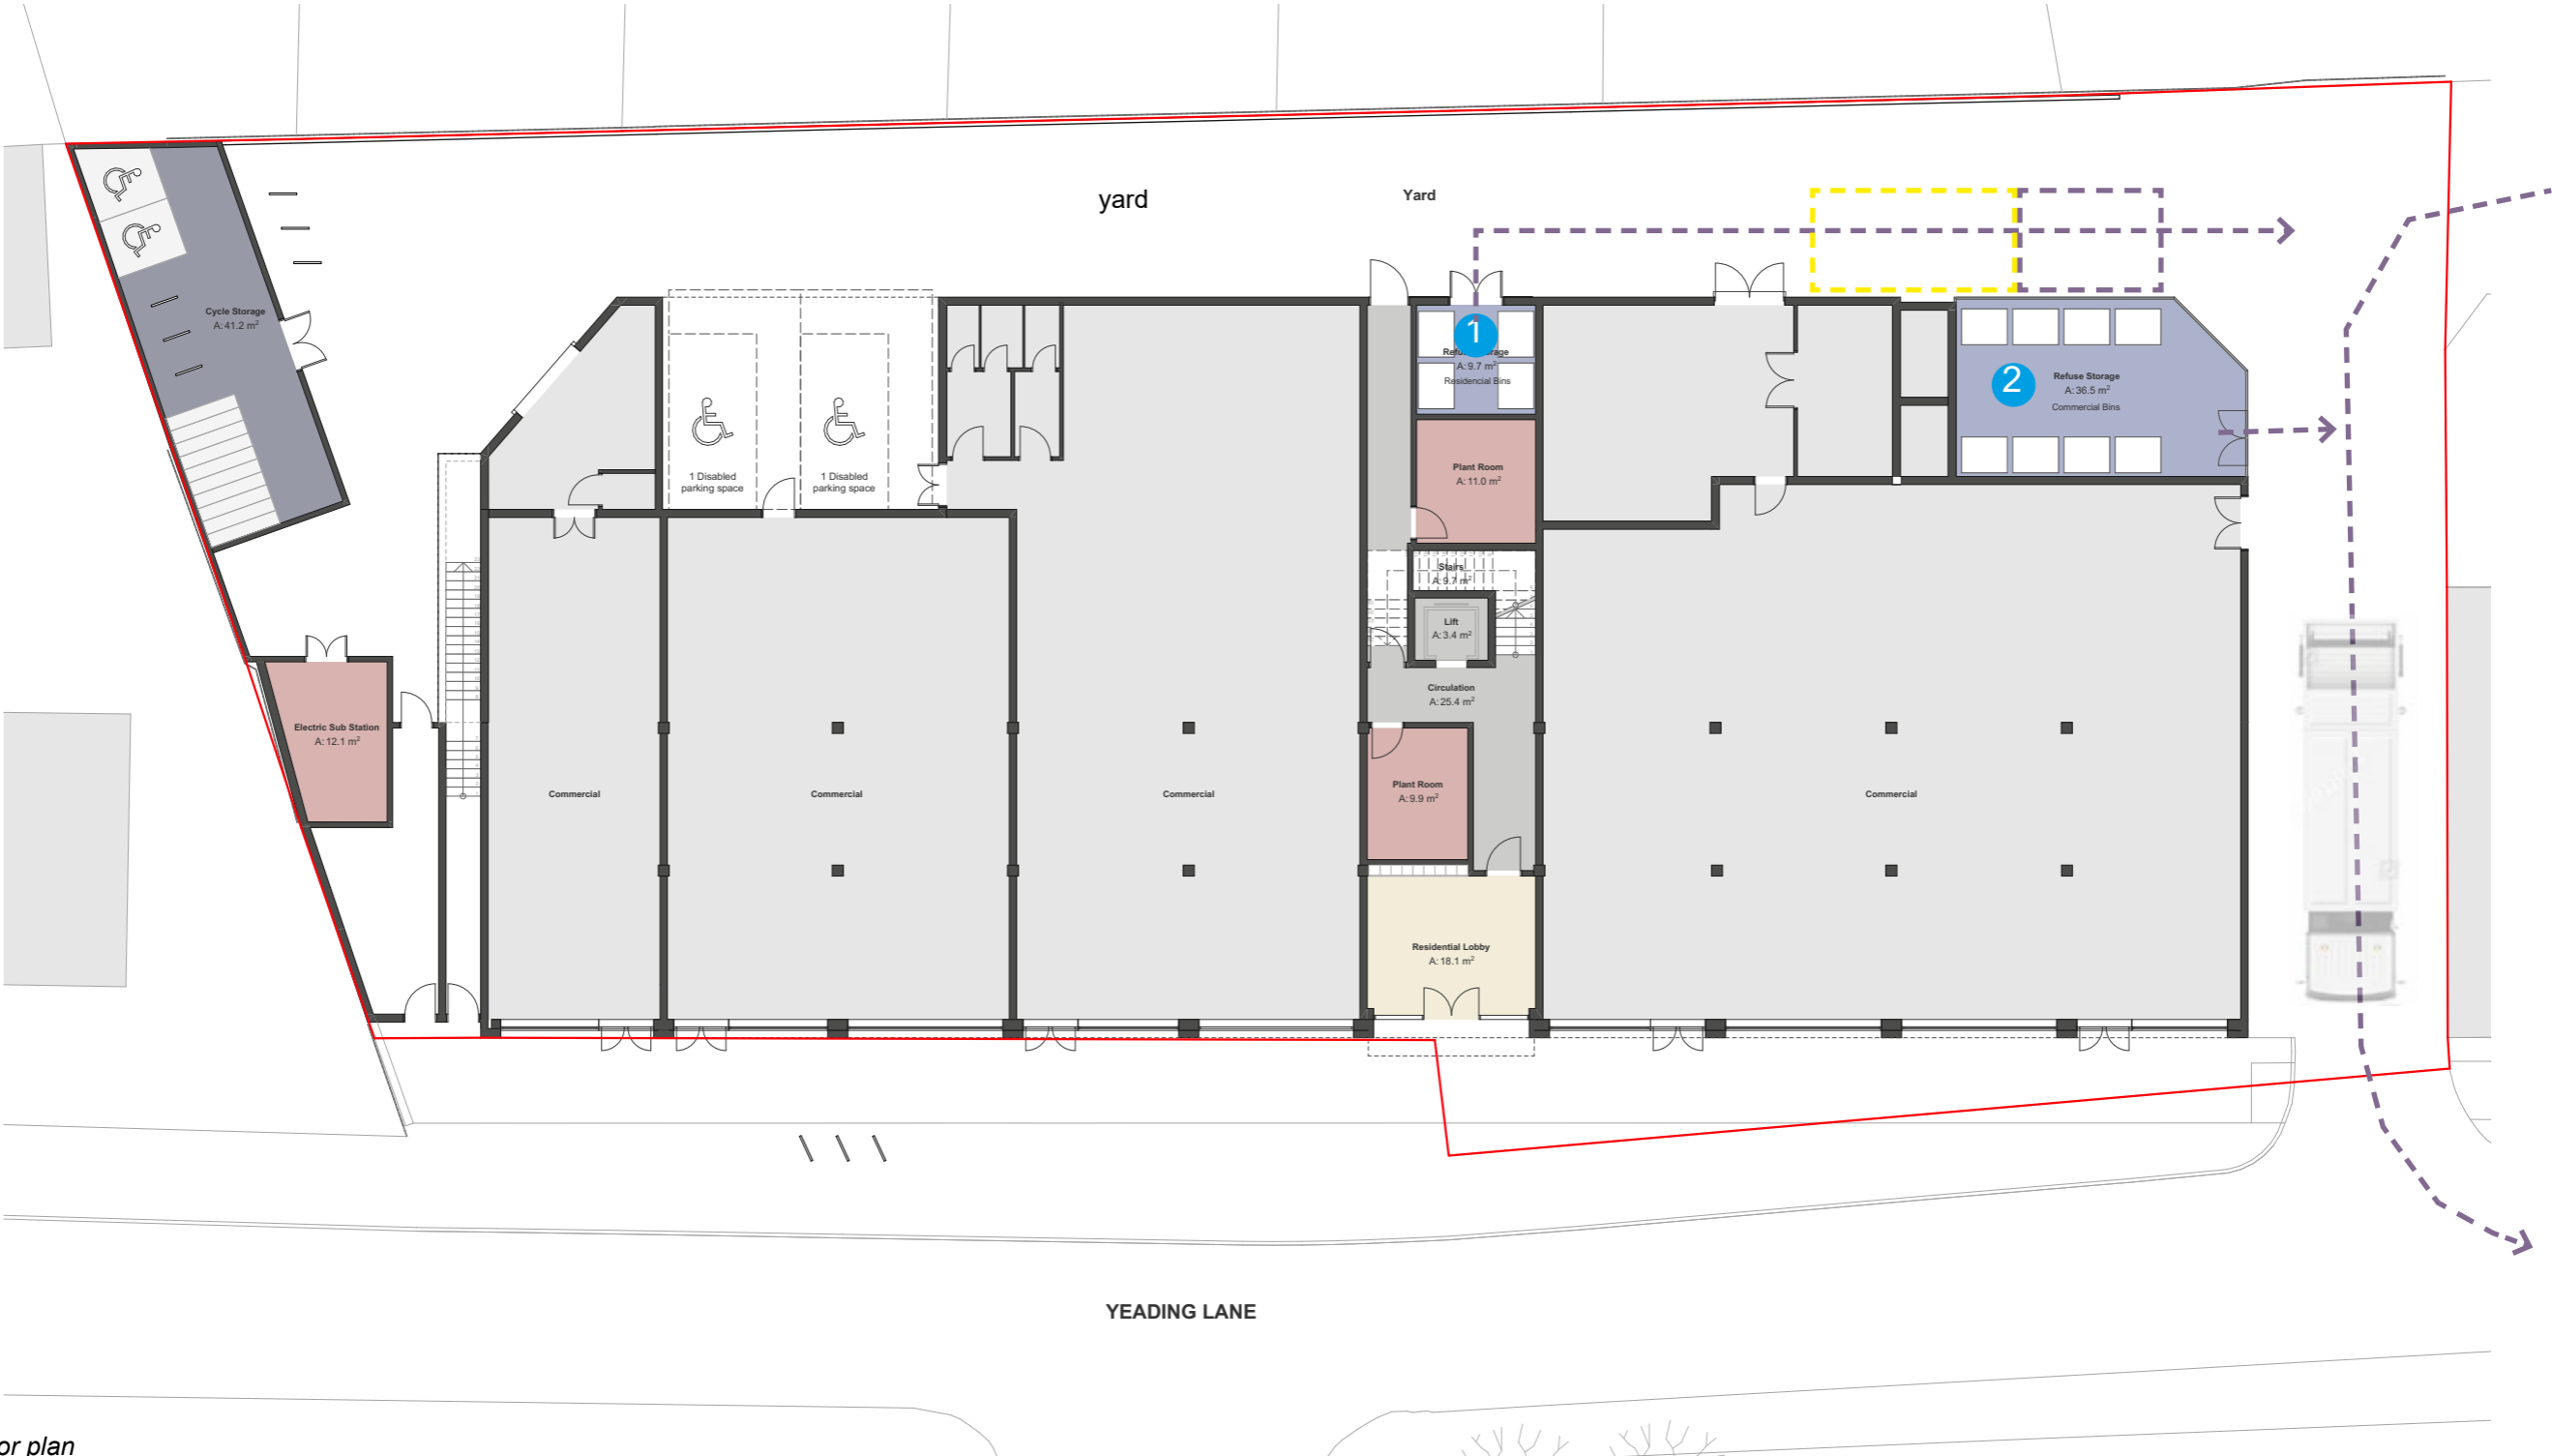 yard
Yard
Cycle Storage
A: 41.2 m²
1
A: 9.7 m²
Residencial Bins
2
Refuse Storage
A: 36.5 m²
Commercial Bins
1 Disabled
parking space
1 Disabled
parking space
Plant Room
A: 11.0 m²
Stairs
A: 9.7 m²
Lift
A: 3.4 m²
Circulation
A: 25.4 m²
Electric Sub Station
A: 12.1 m²
Commercial
Commercial
Commercial
Plant Room
A: 9.9 m²
Commercial
Residential Lobby
A: 18.1 m²
YEADING LANE
or plan